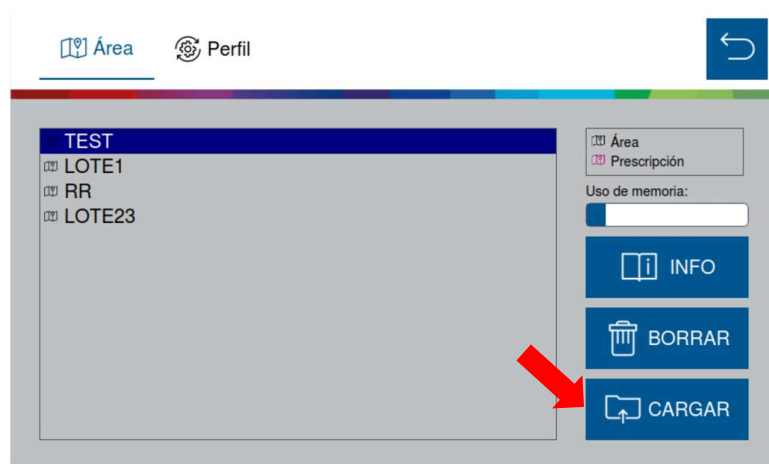 Área
Perfil
TEST
LOTE1
RR
LOTE23
Área
Prescripción
Uso de memoria:
INFO
BORRAR
CARGAR